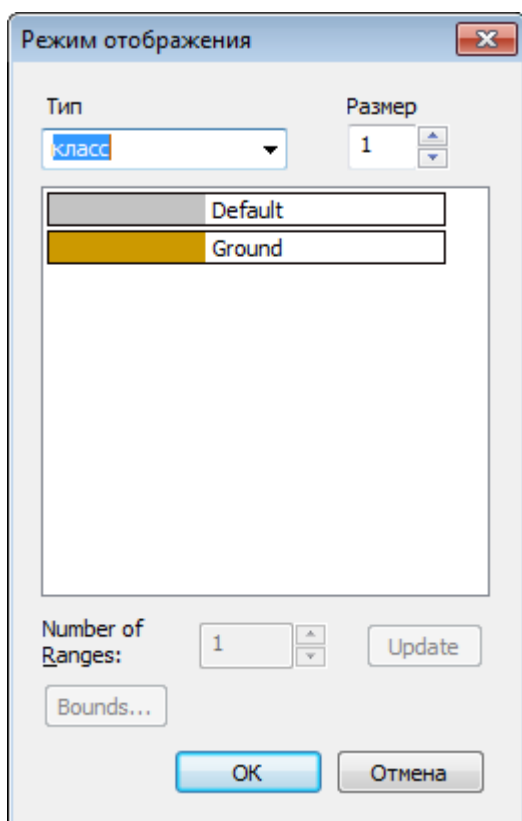 Режим отображения
Тип
Размер
класс
1
Default
Ground
Number of
Ranges:
1
Update
Bounds...
OK
Отмена